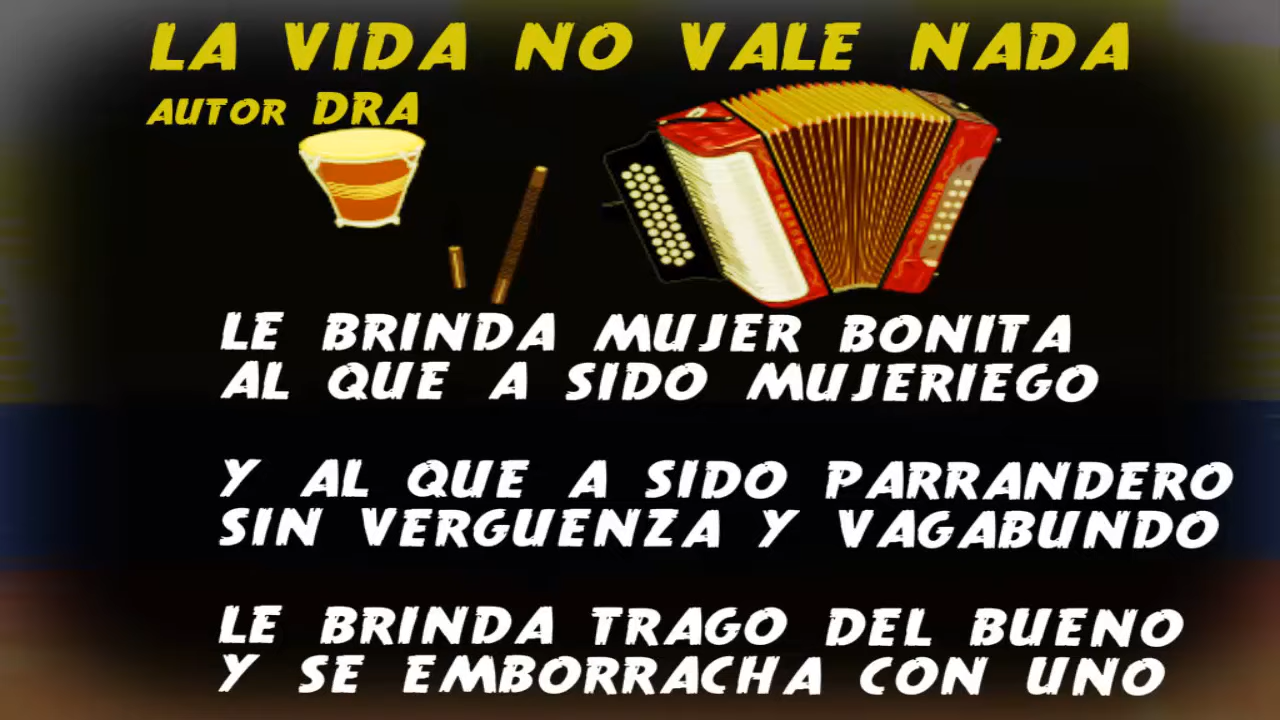 LA VIDA NO VALE NADA
AUTOR DRA
LE BRINDA MUJER BONITA
AL QUE A SIDO MUJERIEGO
Y AL QUE A SIDO PARRANDERO
SIN VERGUENZA Y VAGABUNDO
LE BRINDA TRAGO DEL BUENO
Y SE EMBORRACHA CON UNO